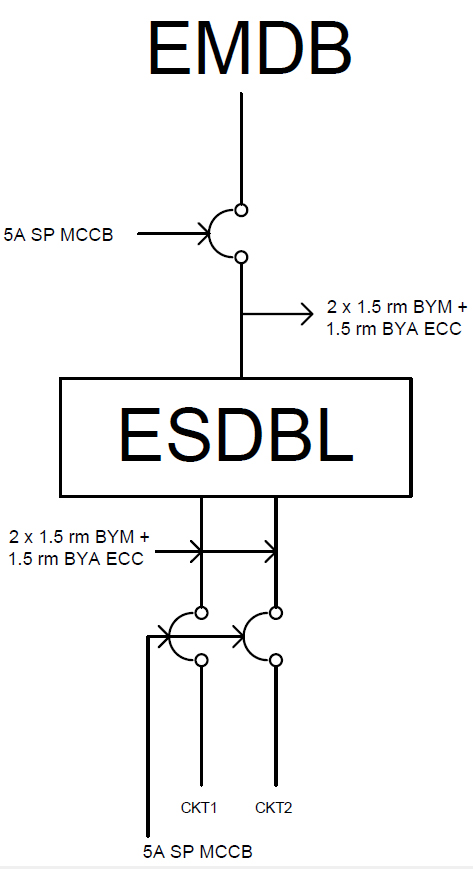 EMDB
5A SP MCCB
2 x 1.5 rm BYM +
1.5 rm BYA ECC
ESDBL
2 x 1.5 rm BYM +
1.5 rm BYA ECC
CKT1
CKT2
5A SP MCCB